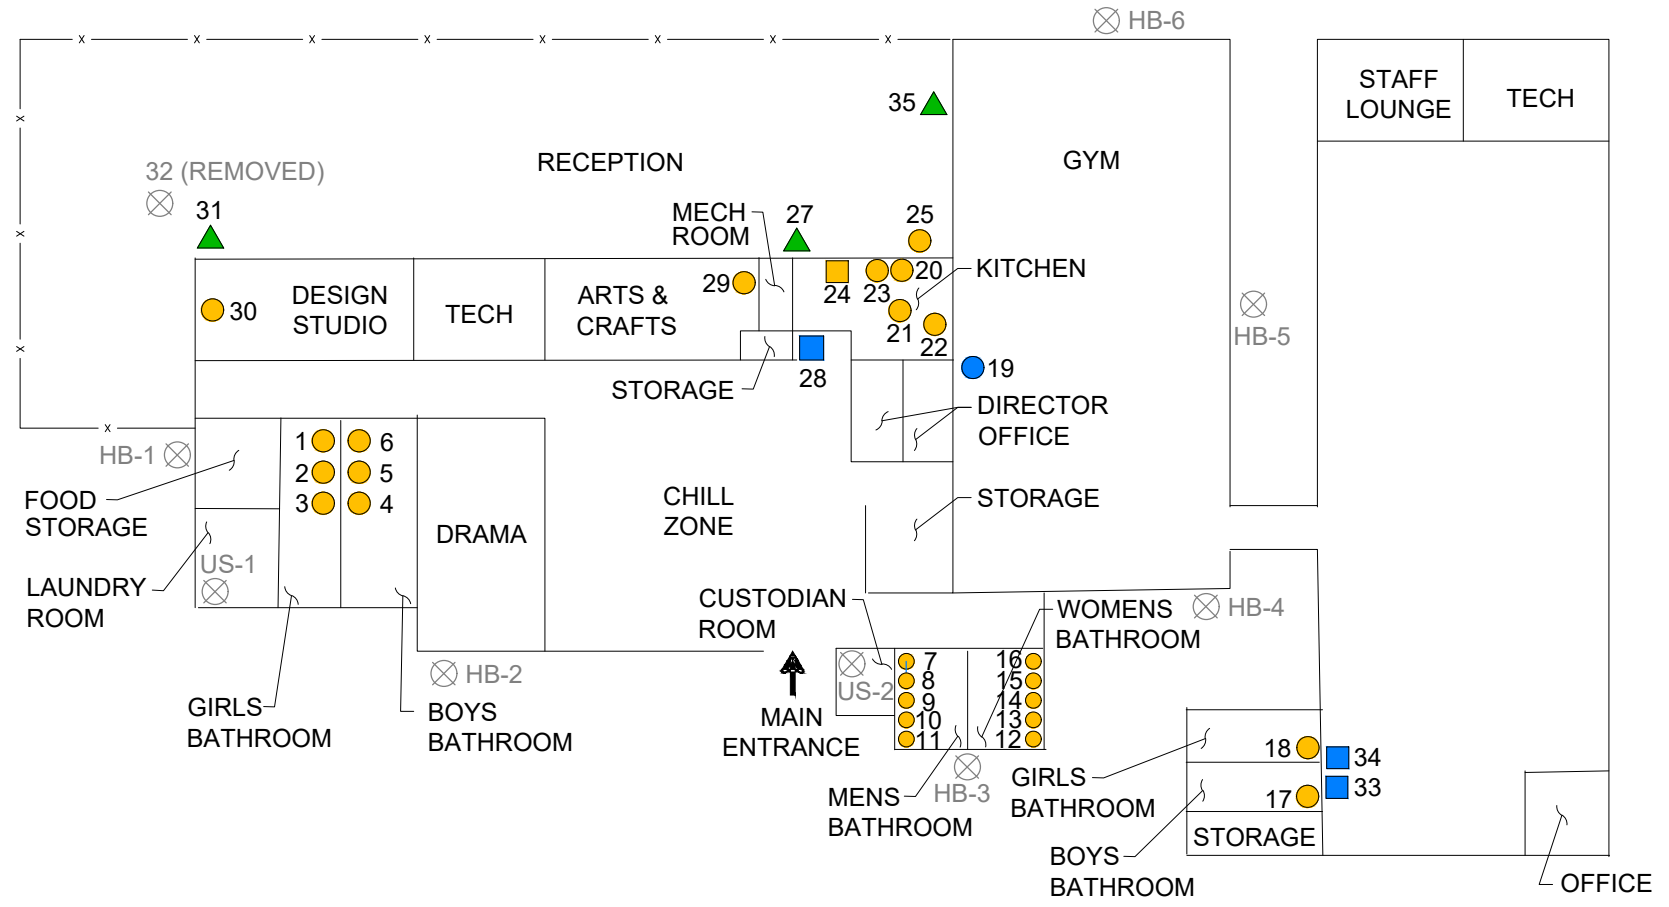 HB-6
STAFF
LOUNGE
TECH
35
GYM
RECEPTION
32 (REMOVED)
31
MECH
ROOM
27
25
KITCHEN
29
24
23
20
21
22
30
DESIGN
STUDIO
TECH
ARTS &
CRAFTS
HB-5
STORAGE
28
19
DIRECTOR
OFFICE
HB-1
1
2
3
6
5
4
FOOD
STORAGE
CHILL
ZONE
STORAGE
DRAMA
US-1
LAUNDRY
ROOM
CUSTODIAN
ROOM
WOMENS
BATHROOM
HB-4
HB-2
US-2
7
8
9
10
11
16
15
14
13
12
GIRLS
BATHROOM
BOYS
BATHROOM
MAIN
ENTRANCE
HB-3
MENS
BATHROOM
GIRLS
BATHROOM
18
34
33
17
STORAGE
BOYS
BATHROOM
OFFICE